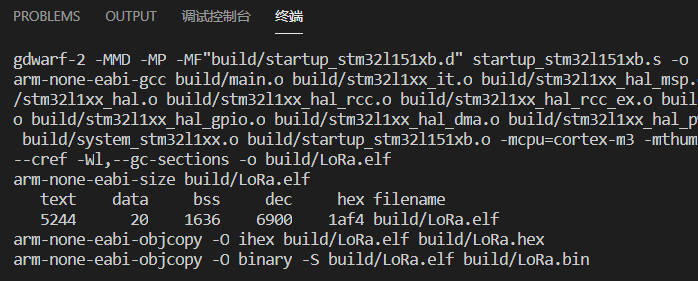 PROBLEMS OUTPUT 调试控制台 终端
gdwarf-2 -MMD -MP -MF"build/startup_stm32l151xb.d" startup_stm32l151xb.s -o
arm-none-eabi-gcc build/main.o build/stm32l1xx_it.o build/stm32l1xx_hal_msp.
/stm32l1xx_hal.o build/stm32l1xx_hal_rcc.o build/stm32l1xx_hal_rcc_ex.o buil
o build/stm32l1xx_hal_gpio.o build/stm32l1xx_hal_dma.o build/stm32l1xx_hal_p
build/system_stm32l1xx.o build/startup_stm32l151xb.o -mcpu=cortex-m3 -mthum
--cref -Wl,--gc-sections -o build/LoRa.elf
arm-none-eabi-size build/LoRa.elf
text data bss dec hex filename
5244 20 1636 6900 1af4 build/LoRa.elf
arm-none-eabi-objcopy -O ihex build/LoRa.elf build/LoRa.hex
arm-none-eabi-objcopy -O binary -S build/LoRa.elf build/LoRa.bin